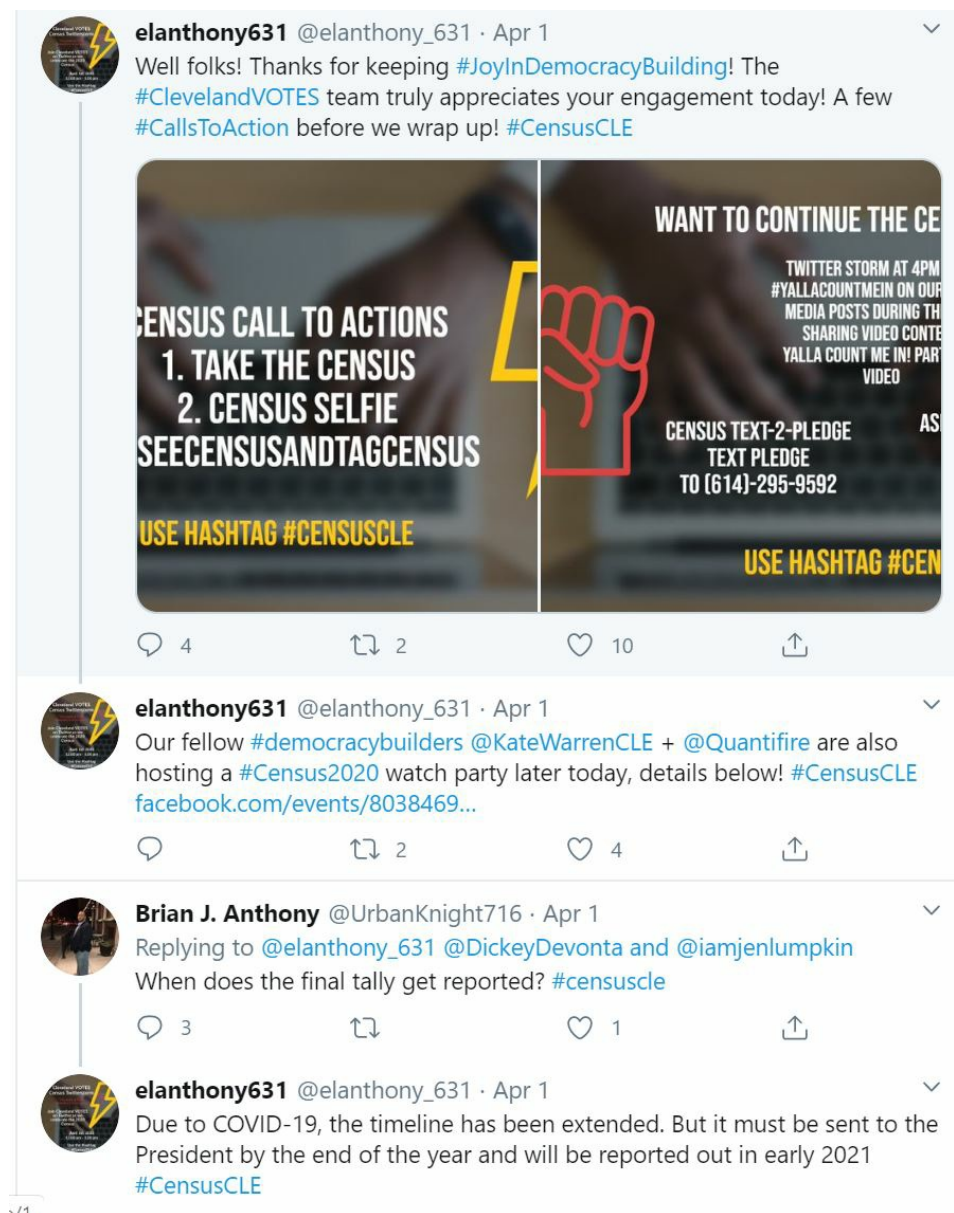 elanthony631 @elanthony_631 · Apr 1
Well folks! Thanks for keeping #JoyInDemocracyBuilding! The
#ClevelandVOTES team truly appreciates your engagement today! A few
#CallsToAction before we wrap up! #CensusCLE
CENSUS CALL TO ACTIONS
1. TAKE THE CENSUS
2. CENSUS SELFIE
SEECENSUSANDTAGCENSUS
USE HASHTAG #CENSUSCLE
WANT TO CONTINUE THE CE
TWITTER STORM AT 4PM
#YALLACOUNTMEIN ON OUR
MEDIA POSTS DURING TH
SHARING VIDEO CONTE
YALLA COUNT ME IN! PAR
VIDEO
AS
CENSUS TEXT-2-PLEDGE
TEXT PLEDGE
TO (614)-295-9592
USE HASHTAG #CEN
4 2 10
elanthony631 @elanthony_631 · Apr 1
Our fellow #democracybuilders @KateWarrenCLE + @Quantifire are also
hosting a #Census2020 watch party later today, details below! #CensusCLE
facebook.com/events/8038469...
2 4
Brian J. Anthony @UrbanKnight716 · Apr 1
Replying to @elanthony_631 @DickeyDevonta and @iamjenlumpkin
When does the final tally get reported? #censuscle
3 1
elanthony631 @elanthony_631 · Apr 1
Due to COVID-19, the timeline has been extended. But it must be sent to the
President by the end of the year and will be reported out in early 2021
#CensusCLE